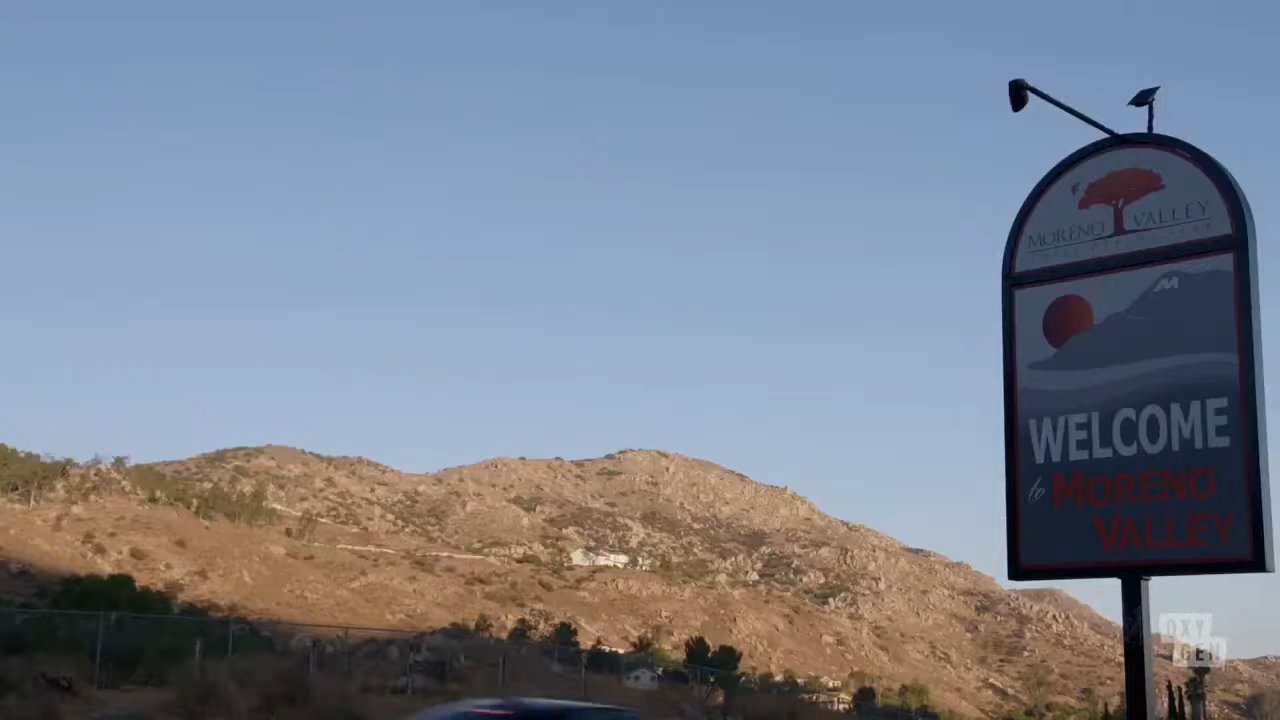 MORENO VALLEY
M
WELCOME
to MORENO
VALLEY
OXY
GEN